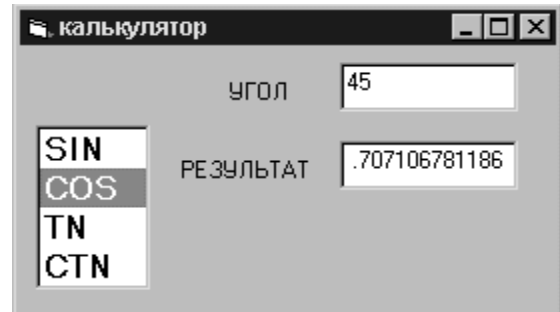 калькулятор
УГОЛ
45
SIN
COS
TN
CTN
РЕЗУЛЬТАТ
.707106781186